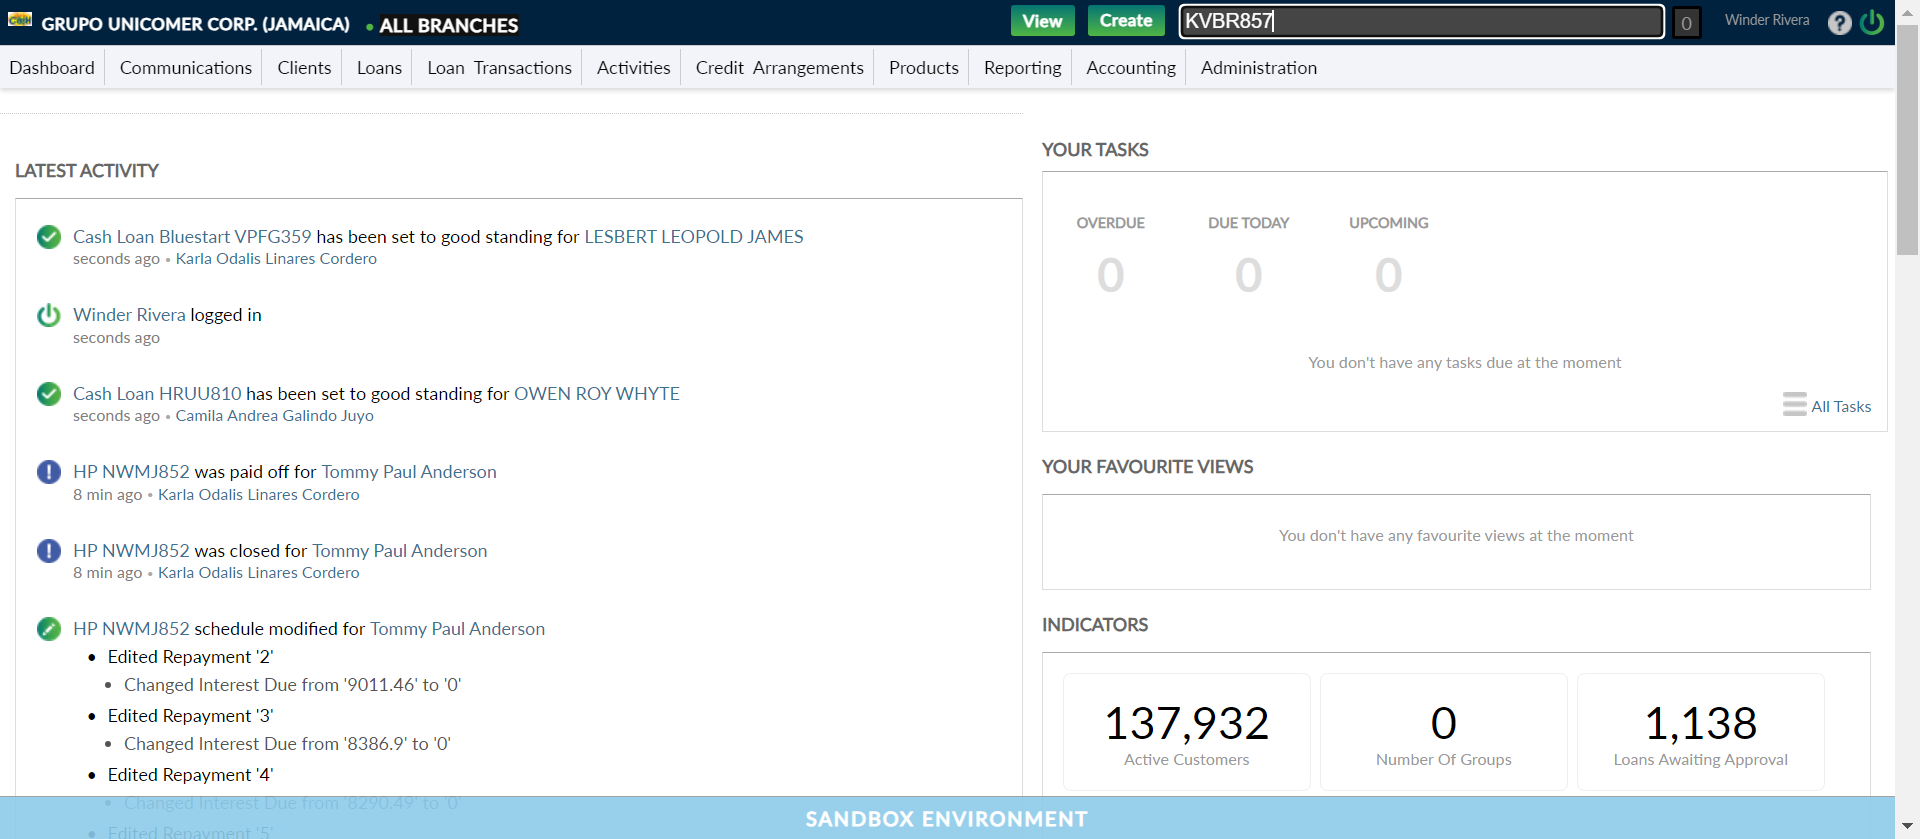 Cash GRUPO UNICOMER CORP. (JAMAICA) • ALL BRANCHES
View Create KVBR857 0 Winder Rivera ?
Dashboard Communications Clients Loans Loan Transactions Activities Credit Arrangements Products Reporting Accounting Administration
LATEST ACTIVITY
Cash Loan Bluestart VPFG359 has been set to good standing for LESBERT LEOPOLD JAMES
seconds ago • Karla Odalis Linares Cordero
Winder Rivera logged in
seconds ago
Cash Loan HRUU810 has been set to good standing for OWEN ROY WHYTE
seconds ago • Camila Andrea Galindo Juyo
HP NWMJ852 was paid off for Tommy Paul Anderson
8 min ago • Karla Odalis Linares Cordero
HP NWMJ852 was closed for Tommy Paul Anderson
8 min ago • Karla Odalis Linares Cordero
HP NWMJ852 schedule modified for Tommy Paul Anderson
• Edited Repayment '2'
• Changed Interest Due from '9011.46' to '0'
• Edited Repayment '3'
• Changed Interest Due from '8386.9' to '0'
• Edited Repayment '4'
• Changed Interest Due from '8290.49' to '0'
• Edited Repayment '5'
YOUR TASKS
OVERDUE DUE TODAY UPCOMING
0 0 0
You don't have any tasks due at the moment
All Tasks
YOUR FAVOURITE VIEWS
You don't have any favourite views at the moment
INDICATORS
137,932 0 1,138
Active Customers Number Of Groups Loans Awaiting Approval
SANDBOX ENVIRONMENT